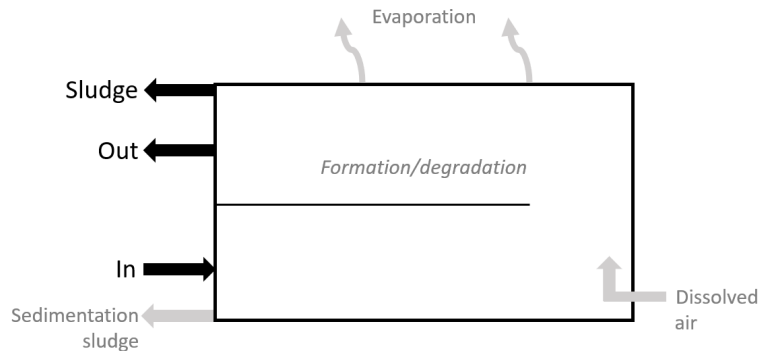 Evaporation
Sludge
Out
Formation/degradation
In
Sedimentation
sludge
Dissolved
air